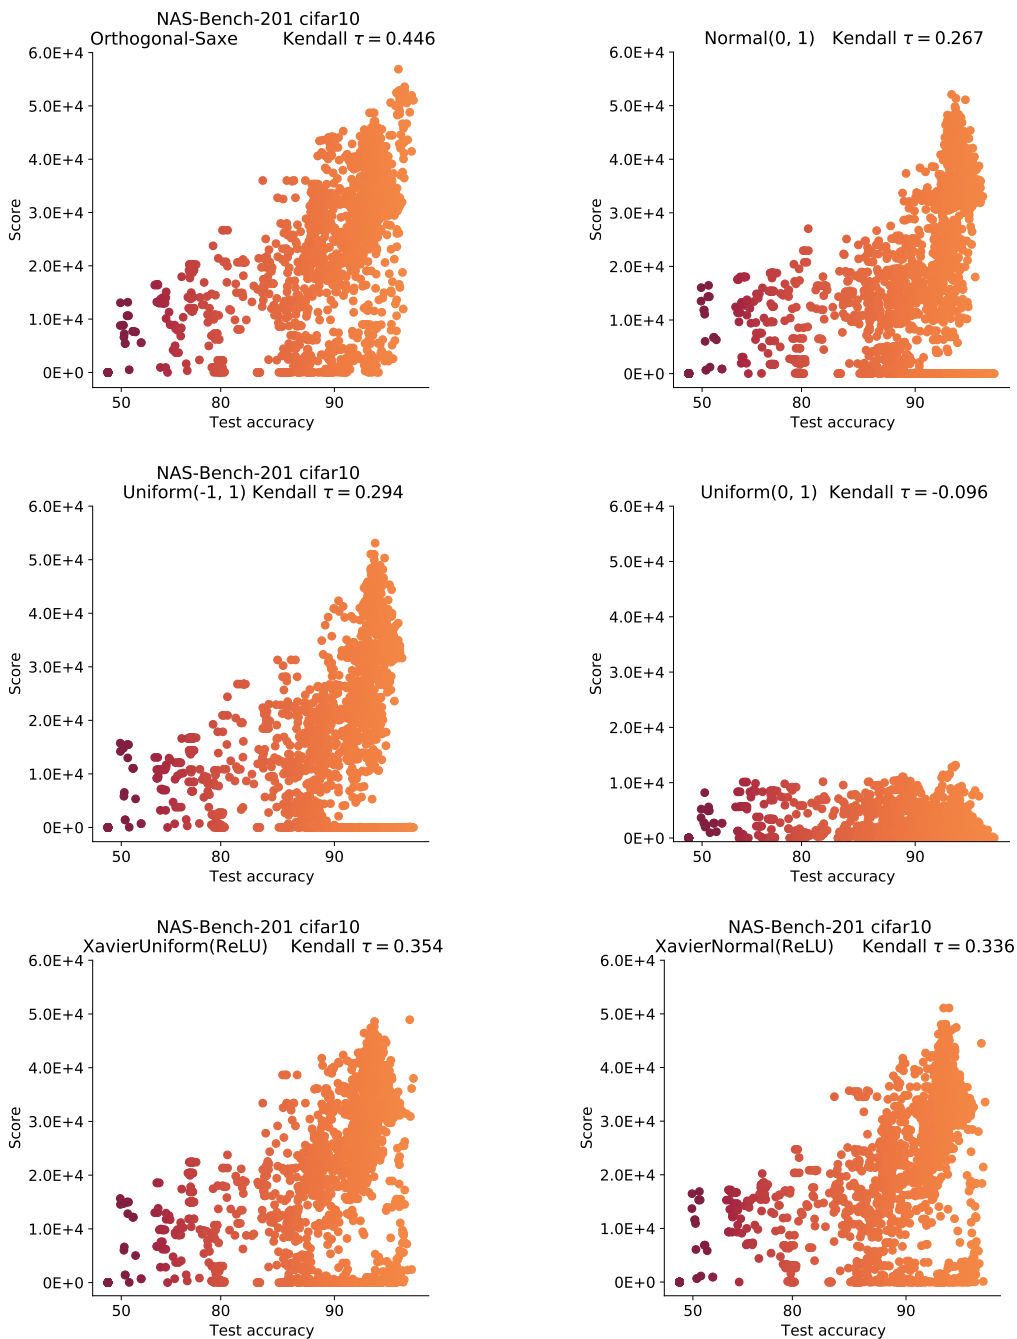 NAS-Bench-201 cifar10
Orthogonal-Saxe Kendall τ = 0.446
6.0E+4
5.0E+4
4.0E+4
3.0E+4
2.0E+4
1.0E+4
0E+0
Score
50 80 90
Test accuracy
Normal(0, 1) Kendall τ = 0.267
6.0E+4
5.0E+4
4.0E+4
3.0E+4
2.0E+4
1.0E+4
0E+0
Score
50 80 90
Test accuracy
NAS-Bench-201 cifar10
Uniform(-1, 1) Kendall τ = 0.294
6.0E+4
5.0E+4
4.0E+4
3.0E+4
2.0E+4
1.0E+4
0E+0
Score
50 80 90
Test accuracy
Uniform(0, 1) Kendall τ = -0.096
6.0E+4
5.0E+4
4.0E+4
3.0E+4
2.0E+4
1.0E+4
0E+0
Score
50 80 90
Test accuracy
NAS-Bench-201 cifar10
XavierUniform(ReLU) Kendall τ = 0.354
6.0E+4
5.0E+4
4.0E+4
3.0E+4
2.0E+4
1.0E+4
0E+0
Score
50 80 90
Test accuracy
NAS-Bench-201 cifar10
XavierNormal(ReLU) Kendall τ = 0.336
6.0E+4
5.0E+4
4.0E+4
3.0E+4
2.0E+4
1.0E+4
0E+0
Score
50 80 90
Test accuracy